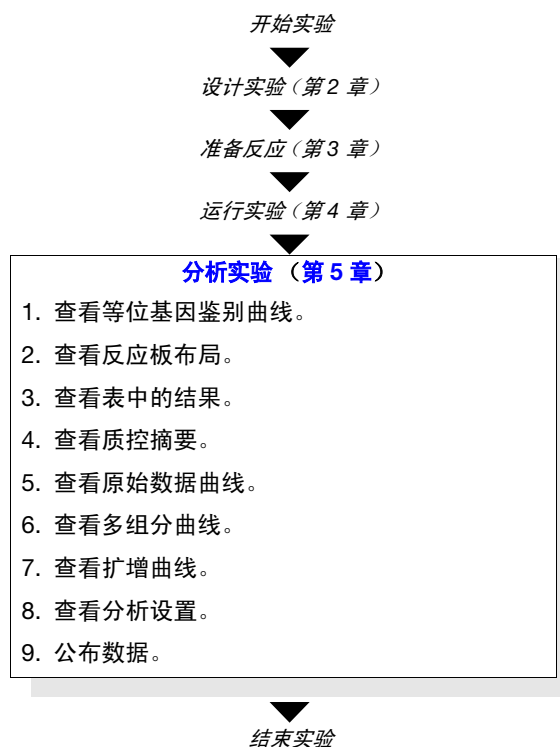 开始实验
设计实验（第 2 章）
准备反应（第 3 章）
运行实验（第 4 章）
分析实验 （第 5 章）
1. 查看等位基因鉴别曲线。
2. 查看反应板布局。
3. 查看表中的结果。
4. 查看质控摘要。
5. 查看原始数据曲线。
6. 查看多组分曲线。
7. 查看扩增曲线。
8. 查看分析设置。
9. 公布数据。
结束实验